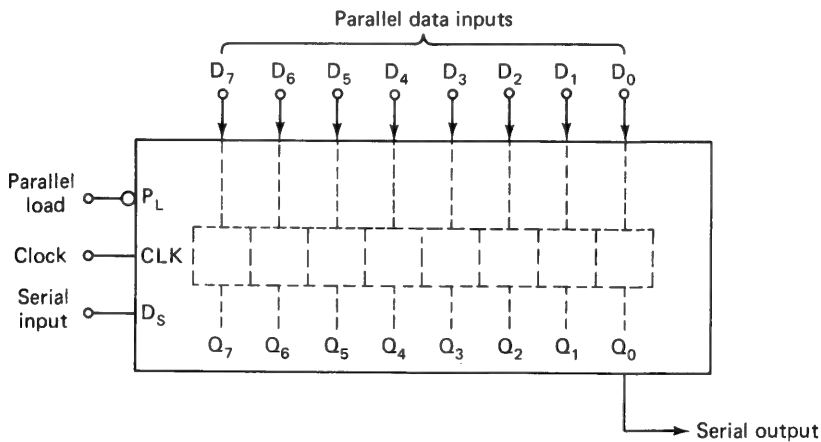 Parallel data inputs
D7 D6 D5 D4 D3 D2 D1 D0
Parallel
load
PL
Clock
CLK
Serial
input
DS
Q7 Q6 Q5 Q4 Q3 Q2 Q1 Q0
Serial output